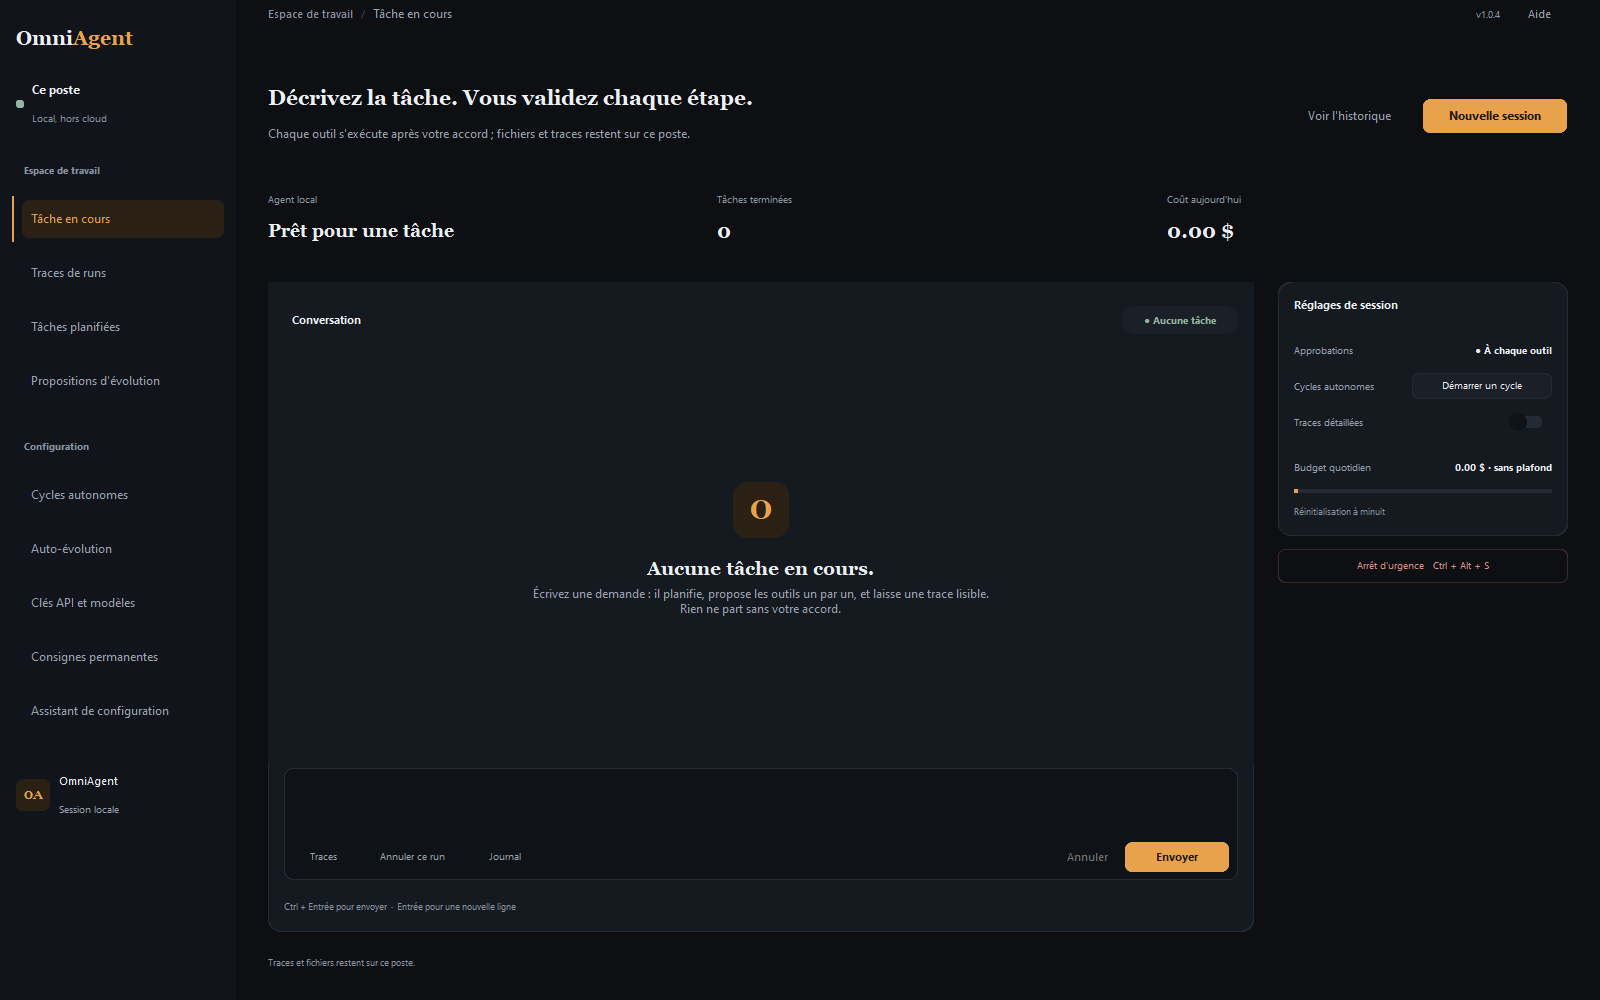 OmniAgent
Ce poste
Local, hors cloud
Espace de travail
Tâche en cours
Traces de runs
Tâches planifiées
Propositions d'évolution
Configuration
Cycles autonomes
Auto-évolution
Clés API et modèles
Consignes permanentes
Assistant de configuration
OA
OmniAgent
Session locale
Espace de travail / Tâche en cours
v1.0.4
Aide
Décrivez la tâche. Vous validez chaque étape.
Chaque outil s'exécute après votre accord ; fichiers et traces restent sur ce poste.
Voir l'historique
Nouvelle session
Agent local
Prêt pour une tâche
Tâches terminées
0
Coût aujourd'hui
0.00 $
Conversation
● Aucune tâche
O
Aucune tâche en cours.
Écrivez une demande : il planifie, propose les outils un par un, et laisse une trace lisible.
Rien ne part sans votre accord.
Traces
Annuler ce run
Journal
Annuler
Envoyer
Ctrl + Entrée pour envoyer · Entrée pour une nouvelle ligne
Réglages de session
Approbations
● À chaque outil
Cycles autonomes
Démarrer un cycle
Traces détaillées
Budget quotidien
0.00 $ · sans plafond
Réinitialisation à minuit
Arrêt d'urgence Ctrl + Alt + S
Traces et fichiers restent sur ce poste.